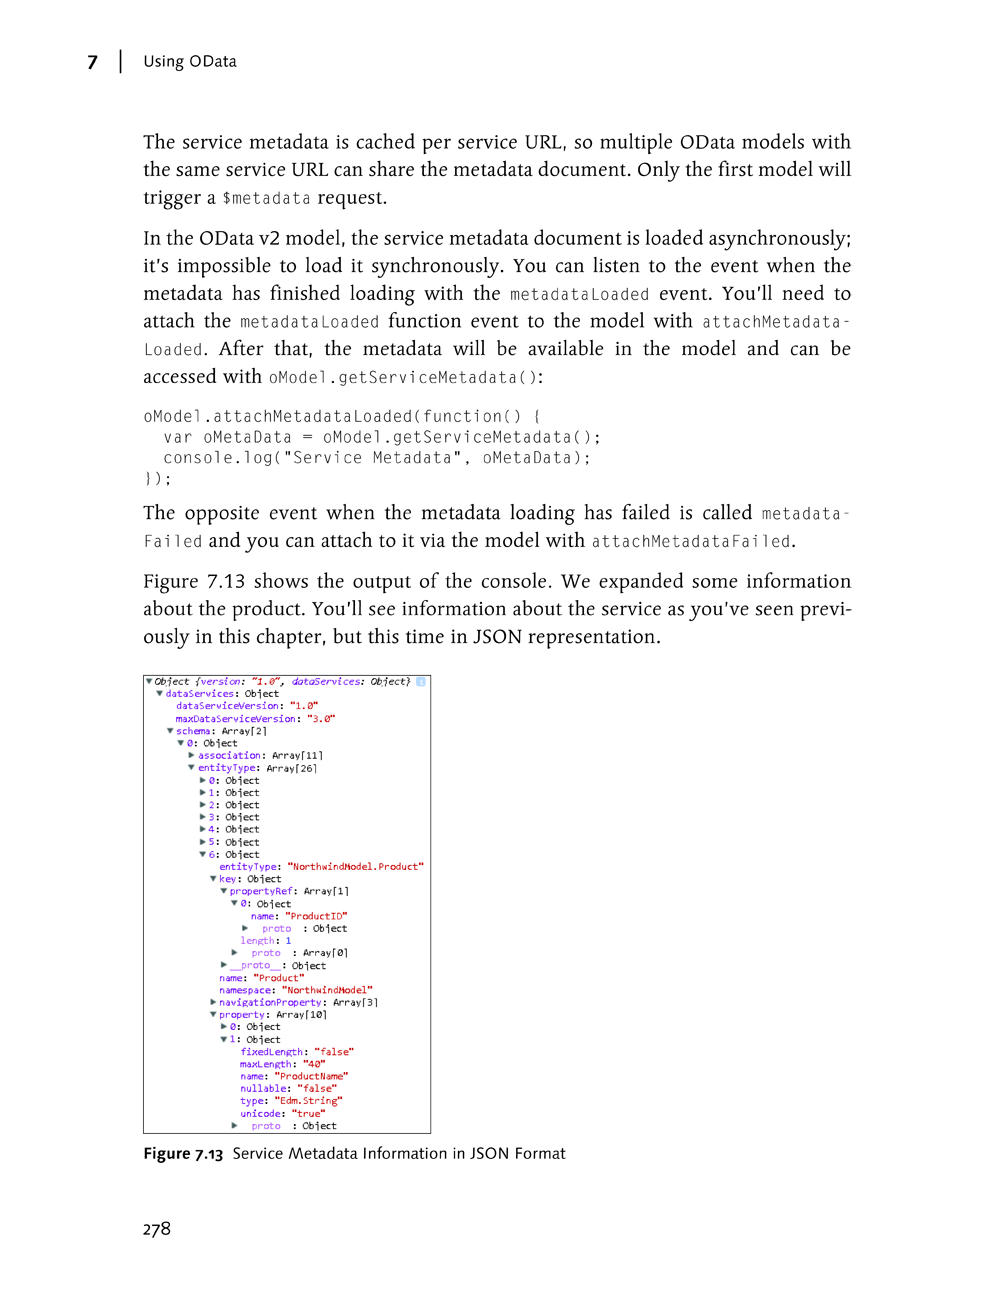 7 | Using OData
The service metadata is cached per service URL, so multiple OData models with
the same service URL can share the metadata document. Only the first model will
trigger a $metadata request.
In the OData v2 model, the service metadata document is loaded asynchronously;
it's impossible to load it synchronously. You can listen to the event when the
metadata has finished loading with the metadataLoaded event. You'll need to
attach the metadataLoaded function event to the model with attachMetadata-
Loaded. After that, the metadata will be available in the model and can be
accessed with oModel.getServiceMetadata():
oModel.attachMetadataLoaded(function() {
  var oMetaData = oModel.getServiceMetadata();
  console.log("Service Metadata", oMetaData);
});
The opposite event when the metadata loading has failed is called metadata-
Failed and you can attach to it via the model with attachMetadataFailed.
Figure 7.13 shows the output of the console. We expanded some information
about the product. You'll see information about the service as you've seen previ-
ously in this chapter, but this time in JSON representation.
▼Object {version: "1.0", dataServices: Object} i
▼dataServices: Object
dataServiceVersion: "1.0"
maxDataServiceVersion: "3.0"
▼schema: Array[2]
▼0: Object
▶association: Array[11]
▼entityType: Array[26]
▶0: Object
▶1: Object
▶2: Object
▶3: Object
▶4: Object
▶5: Object
▼6: Object
entityType: "NorthwindModel.Product"
▼key: Object
▼propertyRef: Array[1]
▼0: Object
name: "ProductID"
▶ proto : Object
length: 1
▶ proto : Array[0]
▶__proto__: Object
name: "Product"
namespace: "NorthwindModel"
▶navigationProperty: Array[3]
▼property: Array[10]
▶0: Object
▼1: Object
fixedLength: "false"
maxLength: "40"
name: "ProductName"
nullable: "false"
type: "Edm.String"
unicode: "true"
▶ proto : Object
Figure 7.13 Service Metadata Information in JSON Format
278